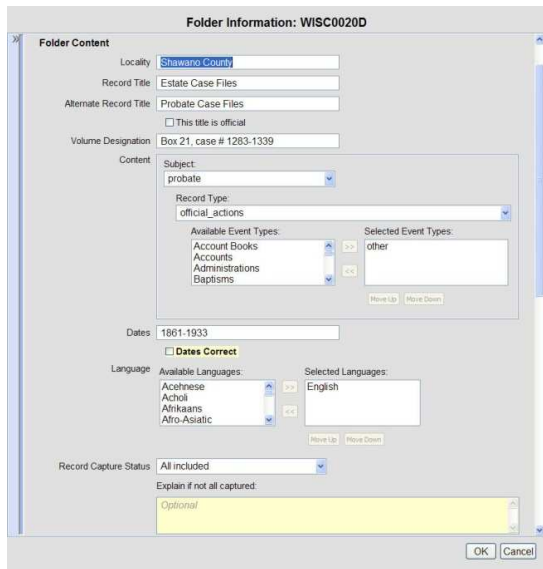 Folder Information: WISC0020D
Folder Content
Locality Shawano County
Record Title Estate Case Files
Alternate Record Title Probate Case Files
This title is official
Volume Designation Box 21, case # 1283-1339
Content Subject:
probate
Record Type:
official_actions
Available Event Types: Selected Event Types:
Account Books >> other
Accounts
Administrations <<
Baptisms
Move Up Move Down
Dates 1861-1933
Dates Correct
Language Available Languages: Selected Languages:
Acehnese >> English
Acholi
Afrikaans <<
Afro-Asiatic
Move Up Move Down
Record Capture Status All included
Explain if not all captured:
Optional
OK Cancel